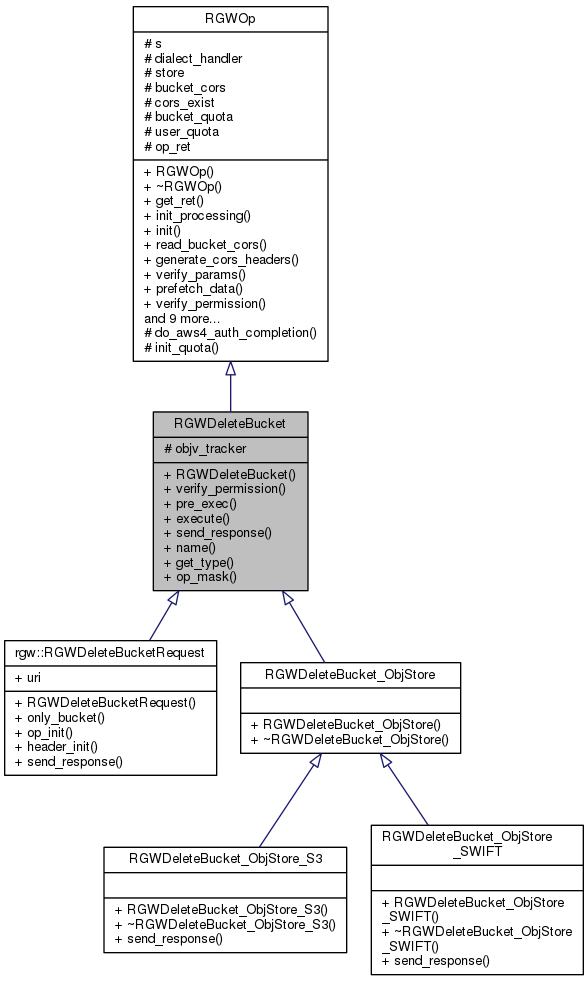 RGWOp
# s
# dialect_handler
# store
# bucket_cors
# cors_exist
# bucket_quota
# user_quota
# op_ret
+ RGWOp()
+ ~RGWOp()
+ get_ret()
+ init_processing()
+ init()
+ read_bucket_cors()
+ generate_cors_headers()
+ verify_params()
+ prefetch_data()
+ verify_permission()
and 9 more...
# do_aws4_auth_completion()
# init_quota()
RGWDeleteBucket
# objv_tracker
+ RGWDeleteBucket()
+ verify_permission()
+ pre_exec()
+ execute()
+ send_response()
+ name()
+ get_type()
+ op_mask()
rgw::RGWDeleteBucketRequest
+ uri
+ RGWDeleteBucketRequest()
+ only_bucket()
+ op_init()
+ header_init()
+ send_response()
RGWDeleteBucket_ObjStore
+ RGWDeleteBucket_ObjStore()
+ ~RGWDeleteBucket_ObjStore()
RGWDeleteBucket_ObjStore_S3
+ RGWDeleteBucket_ObjStore_S3()
+ ~RGWDeleteBucket_ObjStore_S3()
+ send_response()
RGWDeleteBucket_ObjStore
_SWIFT
+ RGWDeleteBucket_ObjStore
_SWIFT()
+ ~RGWDeleteBucket_ObjStore
_SWIFT()
+ send_response()